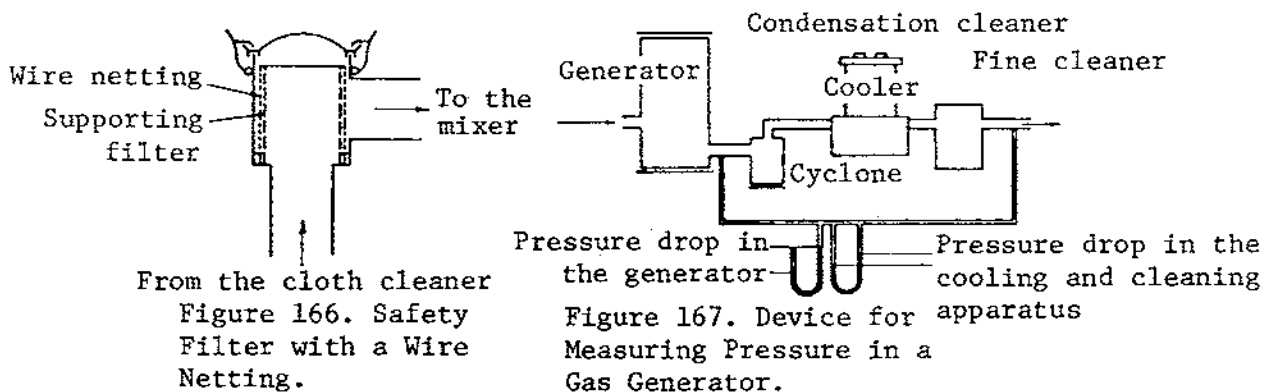 Wire netting
Supporting
filter
To the
mixer
From the cloth cleaner
Figure 166. Safety
Filter with a Wire
Netting.
Condensation cleaner
Generator
Fine cleaner
Cooler
Cyclone
Pressure drop in
the generator
Pressure drop in the
cooling and cleaning
apparatus
Figure 167. Device for
Measuring Pressure in a
Gas Generator.